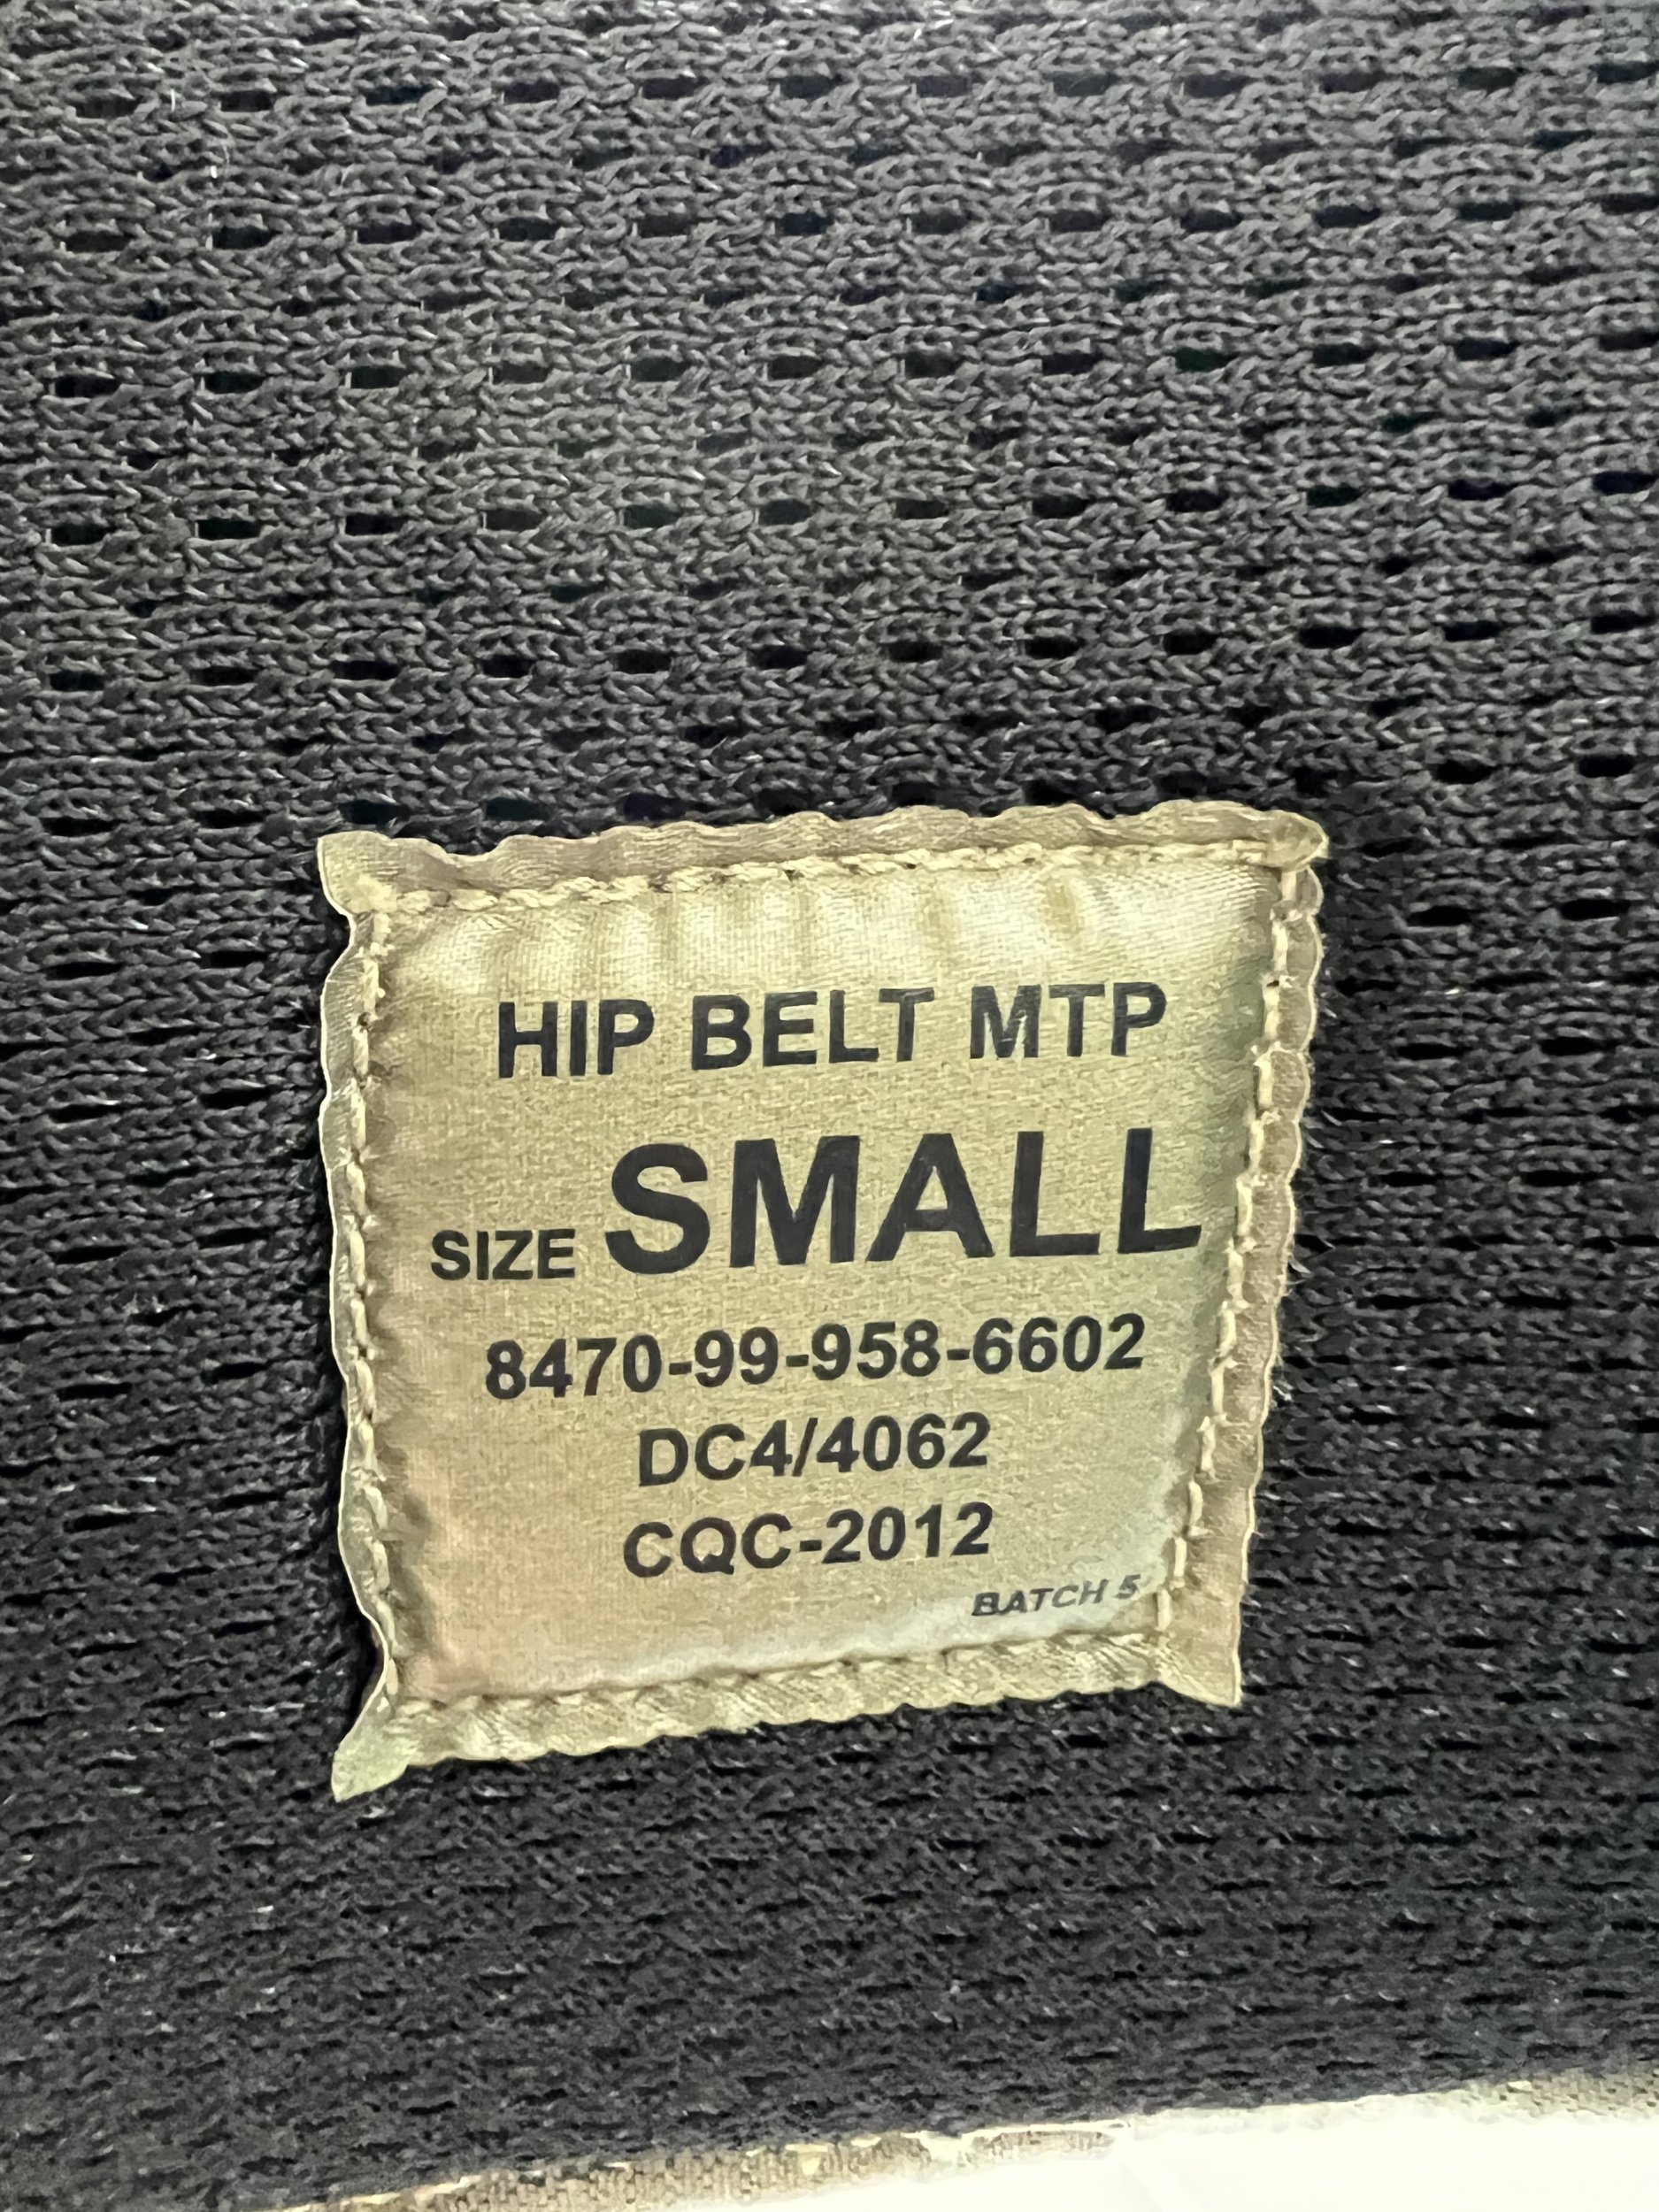 HIP BELT MTP
SIZE SMALL
8470-99-958-6602
DC4/4062
CQC-2012
BATCH 5